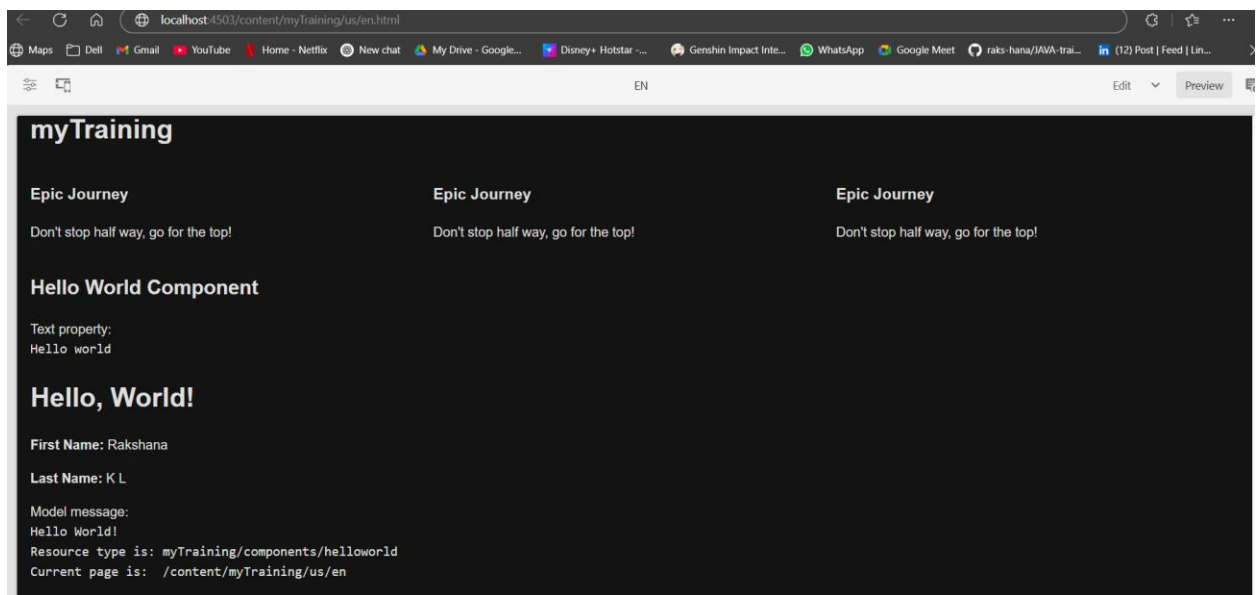 localhost:4503/content/myTraining/us/en.html
Maps Dell Gmail YouTube Home - Netflix New chat My Drive - Google... Disney+ Hotstar -... Genshin Impact Inte... WhatsApp Google Meet raks-hana/JAVA-trai... (12) Post | Feed | Lin...
EN Edit Preview
myTraining
Epic Journey Epic Journey Epic Journey
Don't stop half way, go for the top! Don't stop half way, go for the top! Don't stop half way, go for the top!
Hello World Component
Text property:
Hello world
Hello, World!
First Name: Rakshana
Last Name: K L
Model message:
Hello World!
Resource type is: myTraining/components/helloworld
Current page is: /content/myTraining/us/en